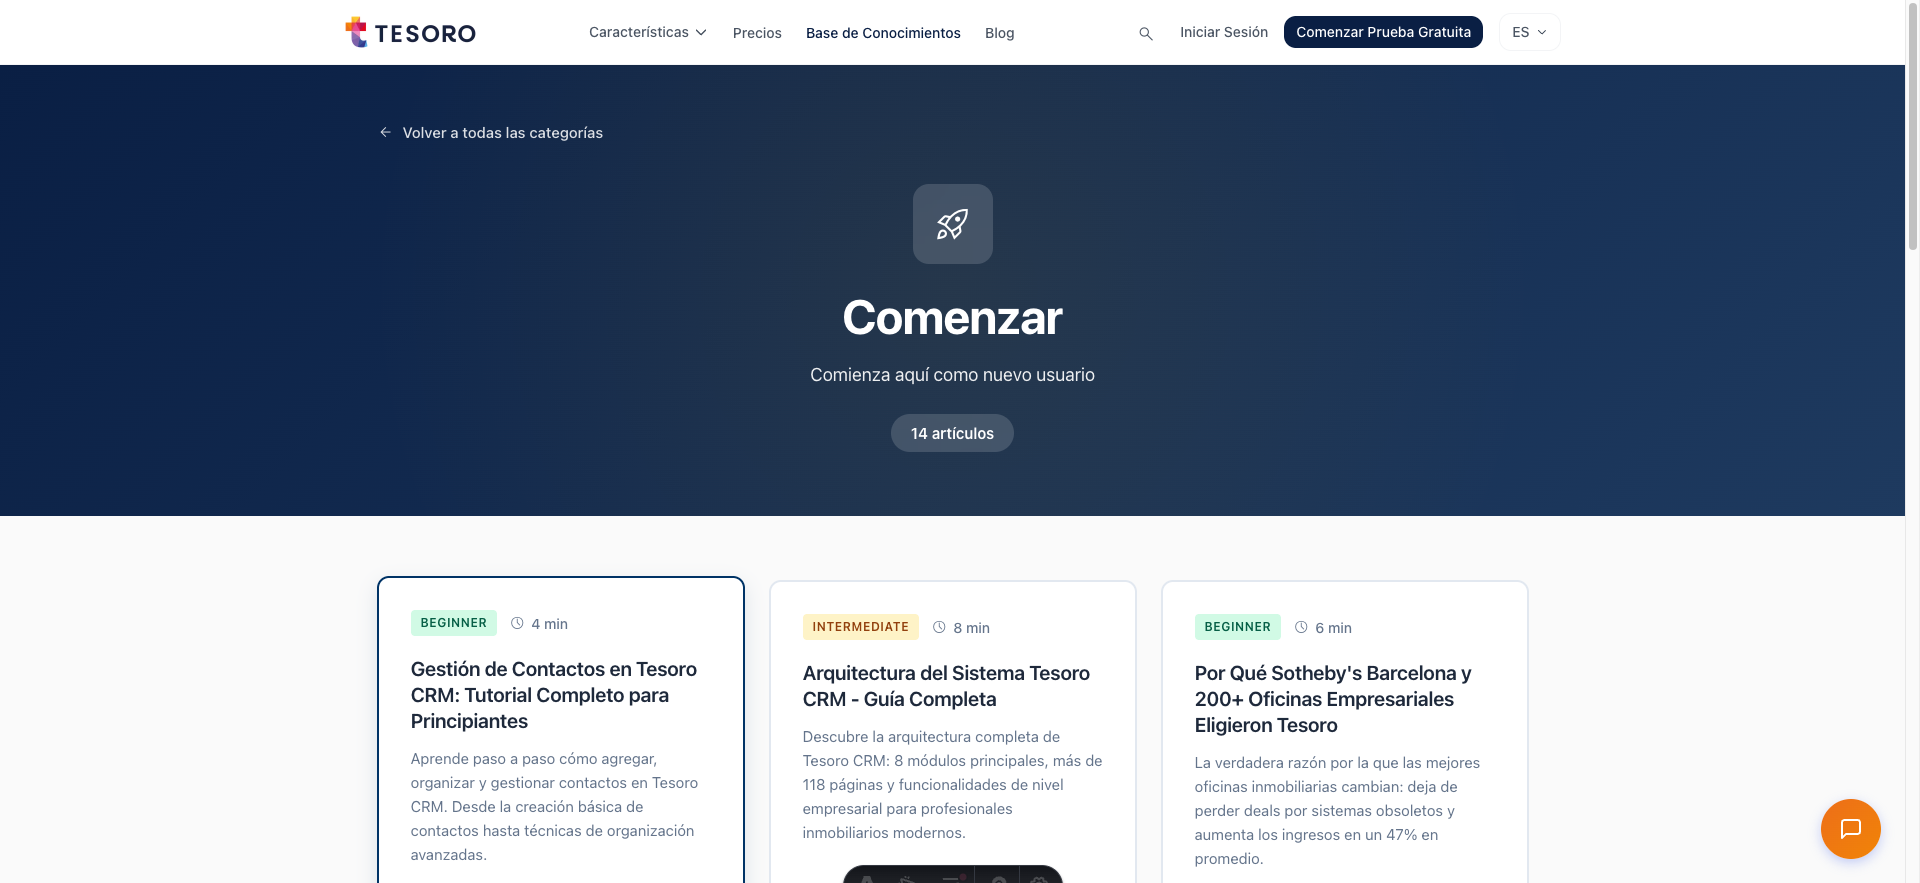 TESORO
Características
Precios
Base de Conocimientos
Blog
Iniciar Sesión
Comenzar Prueba Gratuita
ES
Volver a todas las categorías
Comenzar
Comienza aquí como nuevo usuario
14 artículos
BEGINNER
4 min
Gestión de Contactos en Tesoro
CRM: Tutorial Completo para
Principiantes
Aprende paso a paso cómo agregar,
organizar y gestionar contactos en Tesoro
CRM. Desde la creación básica de
contactos hasta técnicas de organización
avanzadas.
INTERMEDIATE
8 min
Arquitectura del Sistema Tesoro
CRM - Guía Completa
Descubre la arquitectura completa de
Tesoro CRM: 8 módulos principales, más de
118 páginas y funcionalidades de nivel
empresarial para profesionales
inmobiliarios modernos.
BEGINNER
6 min
Por Qué Sotheby's Barcelona y
200+ Oficinas Empresariales
Eligieron Tesoro
La verdadera razón por la que las mejores
oficinas inmobiliarias cambian: deja de
perder deals por sistemas obsoletos y
aumenta los ingresos en un 47% en
promedio.